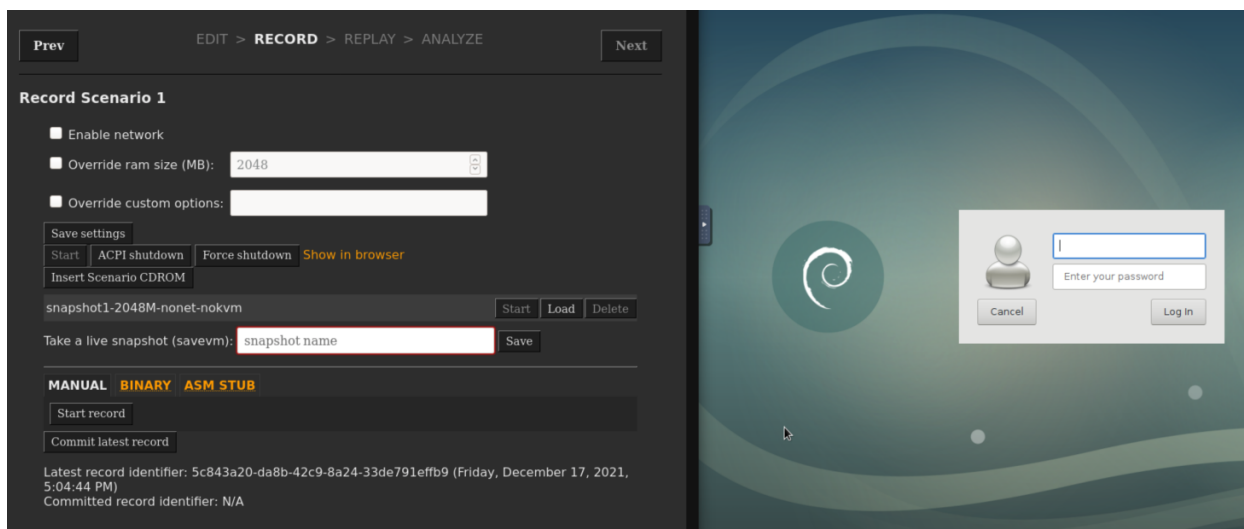 Prev
EDIT > RECORD > REPLAY > ANALYZE
Next
Record Scenario 1
Enable network
Override ram size (MB): 2048
Override custom options:
Save settings
Start ACPI shutdown Force shutdown Show in browser
Insert Scenario CDROM
snapshot1-2048M-nonet-nokvm Start Load Delete
Take a live snapshot (savevm): snapshot name Save
MANUAL BINARY ASM STUB
Start record
Commit latest record
Latest record identifier: 5c843a20-da8b-42c9-8a24-33de791effb9 (Friday, December 17, 2021,
5:04:44 PM)
Committed record identifier: N/A
Enter your password
Cancel Log In